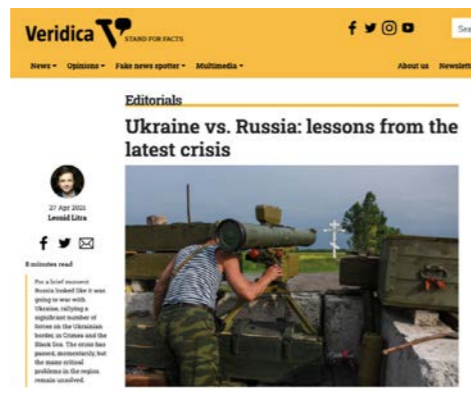 Veridica
STAND FOR FACTS
Sea
News Opinions Fake news spotter Multimedia
About us Newslett
Editorials
Ukraine vs. Russia: lessons from the
latest crisis
27 Apr 2021
Leonid Litra
8 minutes read
For a brief moment
Russia looked like it was
going to war with
Ukraine, rallying a
significant number of
forces on the Ukrainian
border, in Crimea and the
Black Sea. The crisis has
passed, momentarily, but
the many critical
problems in the region
remain unsolved.